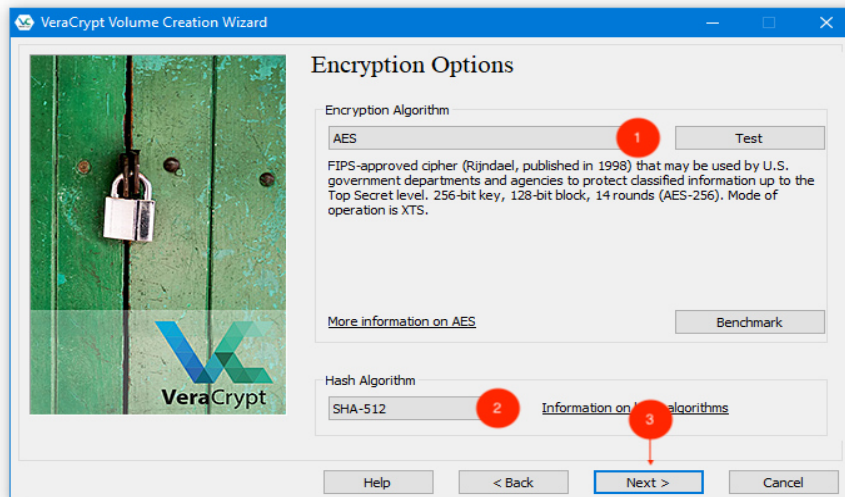 VeraCrypt Volume Creation Wizard
Encryption Options
Encryption Algorithm
AES
1
Test
FIPS-approved cipher (Rijndael, published in 1998) that may be used by U.S.
government departments and agencies to protect classified information up to the
Top Secret level. 256-bit key, 128-bit block, 14 rounds (AES-256). Mode of
operation is XTS.
More information on AES
Benchmark
VeraCrypt
Hash Algorithm
SHA-512
2
Information on algorithms
3
Help
< Back
Next >
Cancel